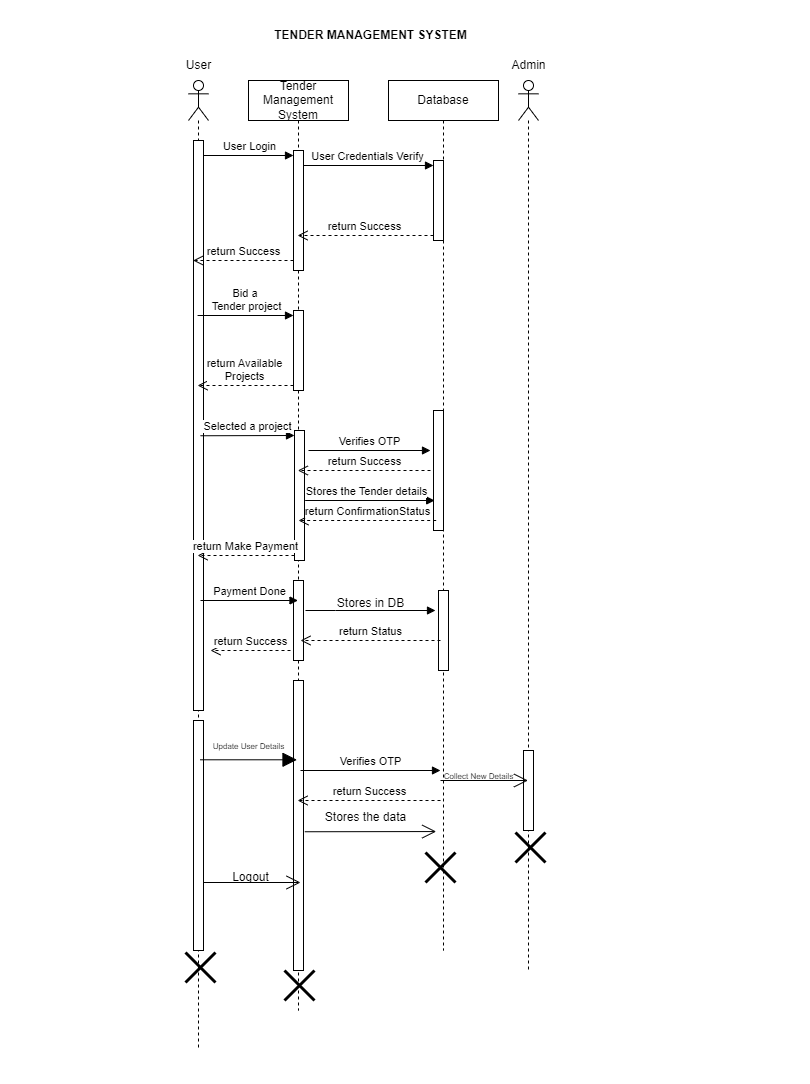 TENDER MANAGEMENT SYSTEM
User
Admin
Tender
Management
System
Database
User Login
User Credentials Verify
return Success
return Success
Bid a
Tender project
return Available
Projects
Selected a project
Verifies OTP
return Success
Stores the Tender details
return ConfirmationStatus
return Make Payment
Payment Done
Stores in DB
return Status
return Success
Update User Details
Verifies OTP
Collect New Details
return Success
Stores the data
Logout